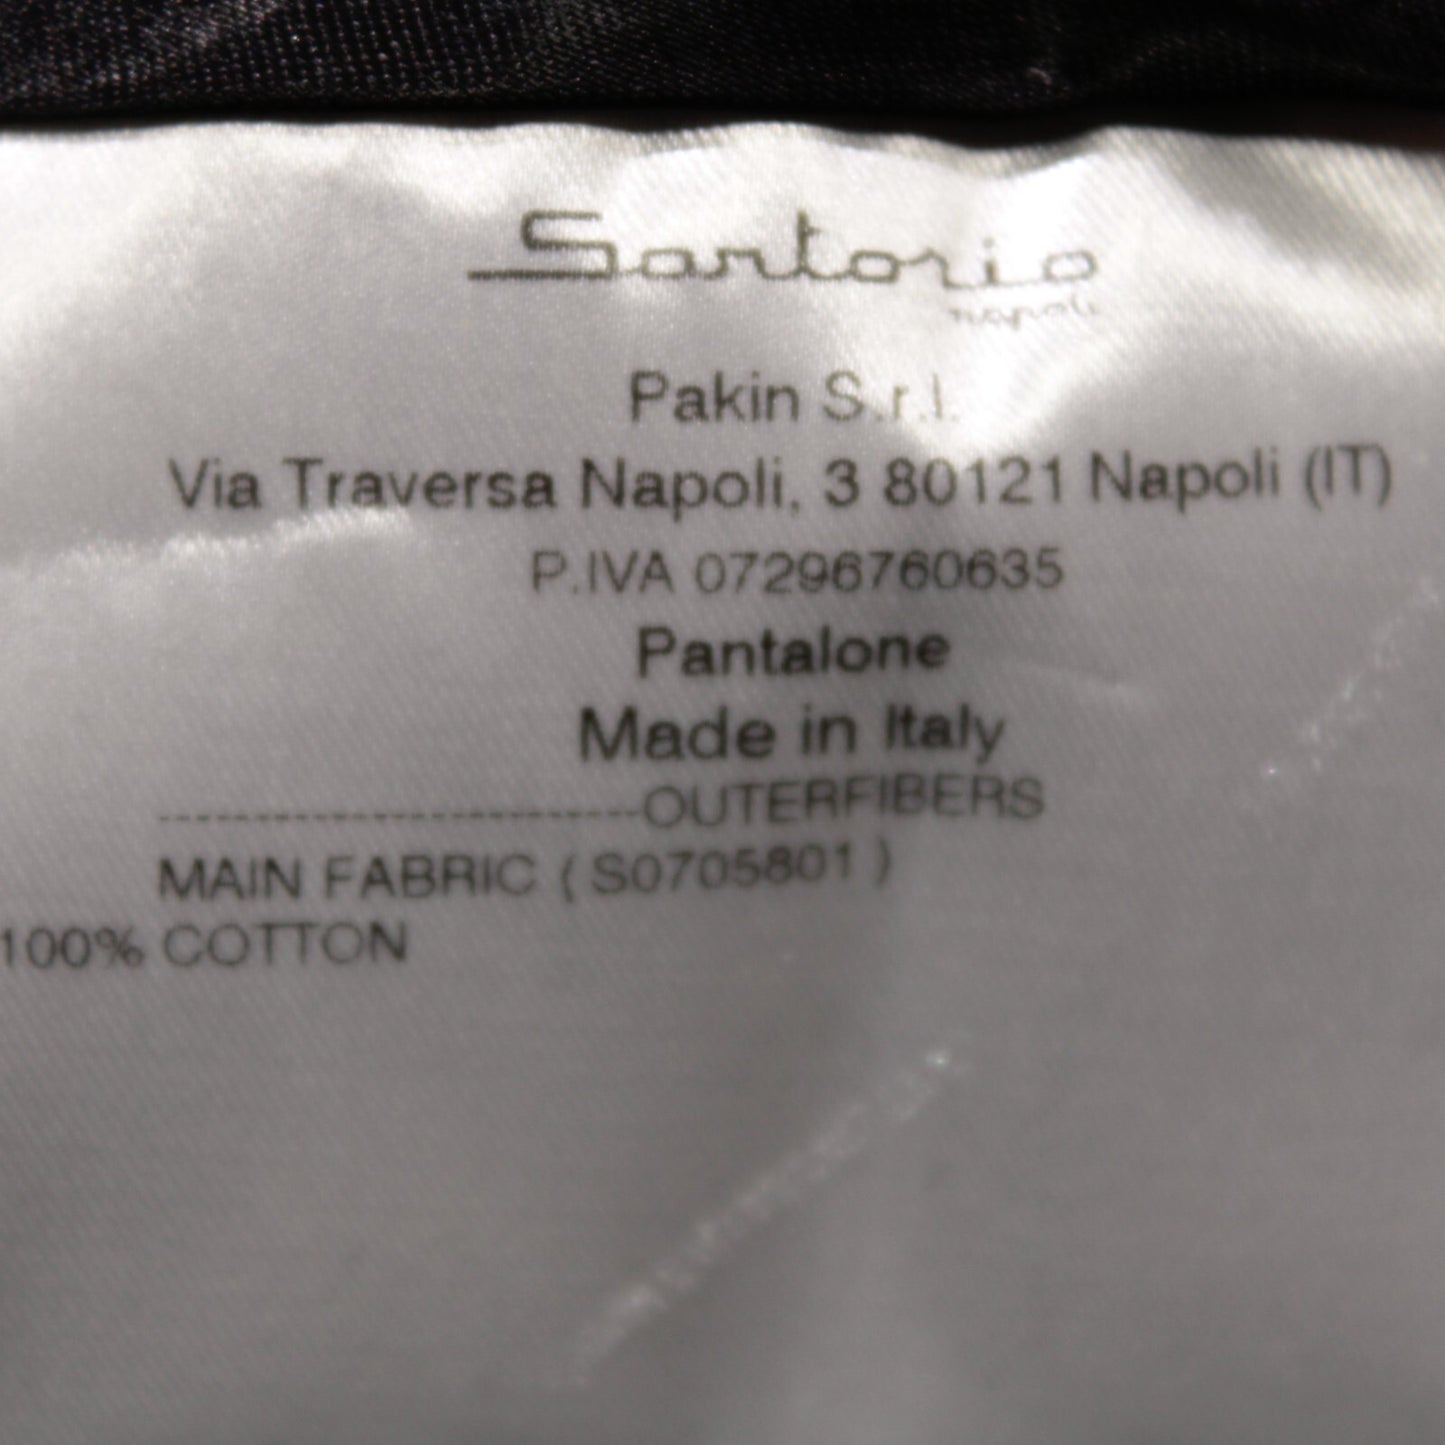 Sartorio
napoli
Pakin S.r.l.
Via Traversa Napoli, 3 80121 Napoli (IT)
P.IVA 07296760635
Pantalone
Made in Italy
-------------------------OUTERFIBERS
MAIN FABRIC ( S0705801 )
100% COTTON